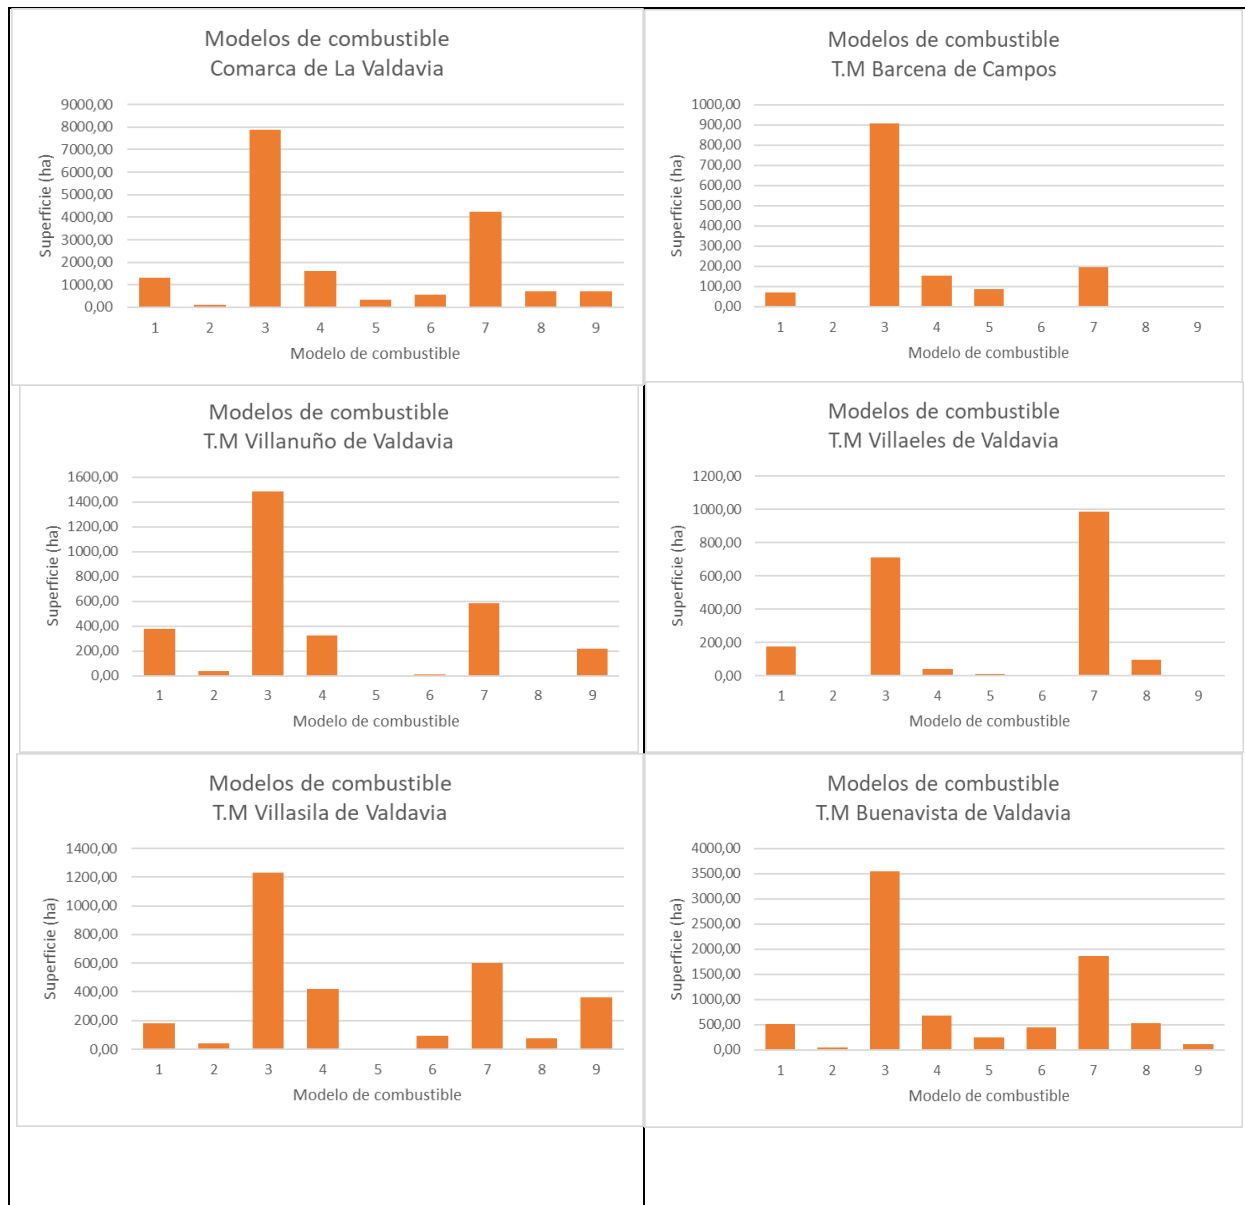 Modelos de combustible
Comarca de La Valdavia
Superficie (ha)
9000,00
8000,00
7000,00
6000,00
5000,00
4000,00
3000,00
2000,00
1000,00
0,00
1 2 3 4 5 6 7 8 9
Modelo de combustible
Modelos de combustible
T.M Barcena de Campos
Superficie (ha)
1000,00
900,00
800,00
700,00
600,00
500,00
400,00
300,00
200,00
100,00
0,00
1 2 3 4 5 6 7 8 9
Modelo de combustible
Modelos de combustible
T.M Villanuño de Valdavia
Superficie (ha)
1600,00
1400,00
1200,00
1000,00
800,00
600,00
400,00
200,00
0,00
1 2 3 4 5 6 7 8 9
Modelo de combustible
Modelos de combustible
T.M Villaeles de Valdavia
Superficie (ha)
1200,00
1000,00
800,00
600,00
400,00
200,00
0,00
1 2 3 4 5 6 7 8 9
Modelo de combustible
Modelos de combustible
T.M Villasila de Valdavia
Superficie (ha)
1400,00
1200,00
1000,00
800,00
600,00
400,00
200,00
0,00
1 2 3 4 5 6 7 8 9
Modelo de combustible
Modelos de combustible
T.M Buenavista de Valdavia
Superficie (ha)
4000,00
3500,00
3000,00
2500,00
2000,00
1500,00
1000,00
500,00
0,00
1 2 3 4 5 6 7 8 9
Modelo de combustible